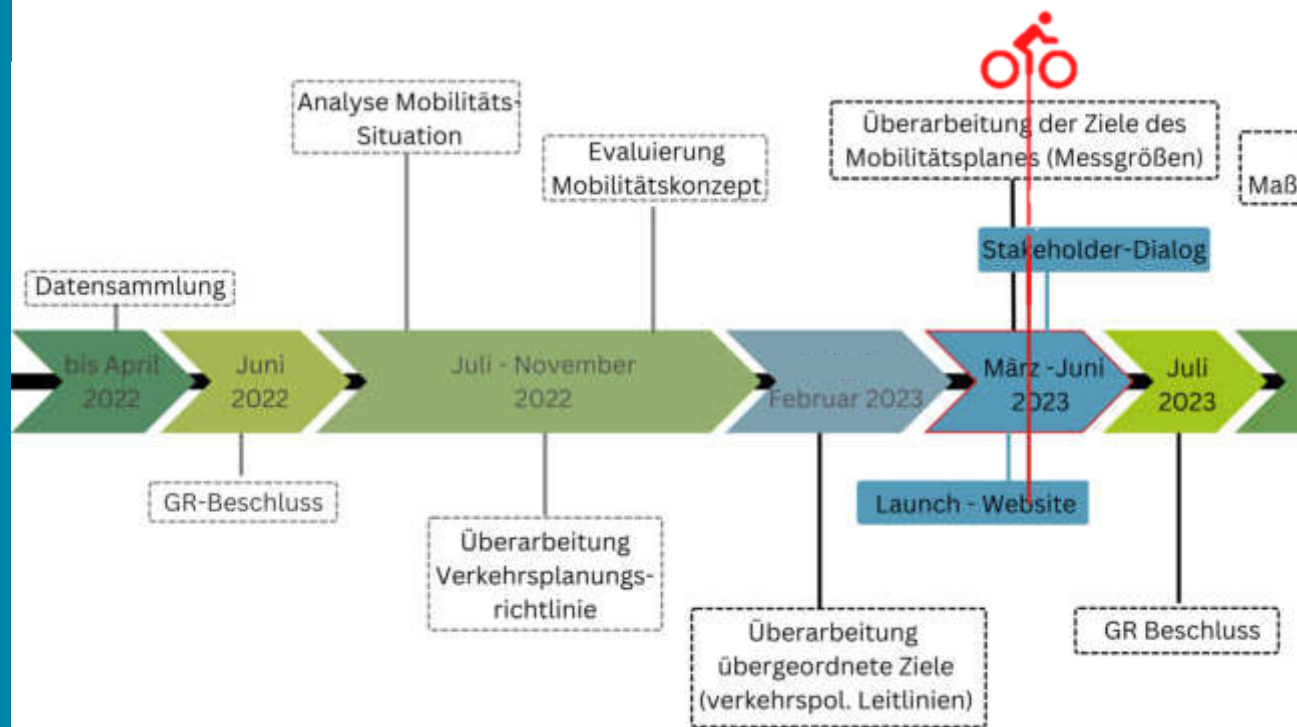 Analyse Mobilitäts-
Situation
Evaluierung
Mobilitätskonzept
Überarbeitung der Ziele des
Mobilitätsplanes (Messgrößen)
Maß
Stakeholder-Dialog
Datensammlung
bis April
2022
Juni
2022
Juli - November
2022
Februar 2023
März -Juni
2023
Juli
2023
GR-Beschluss
Launch - Website
Überarbeitung
Verkehrsplanungs-
richtlinie
Überarbeitung
übergeordnete Ziele
(verkehrspol. Leitlinien)
GR Beschluss